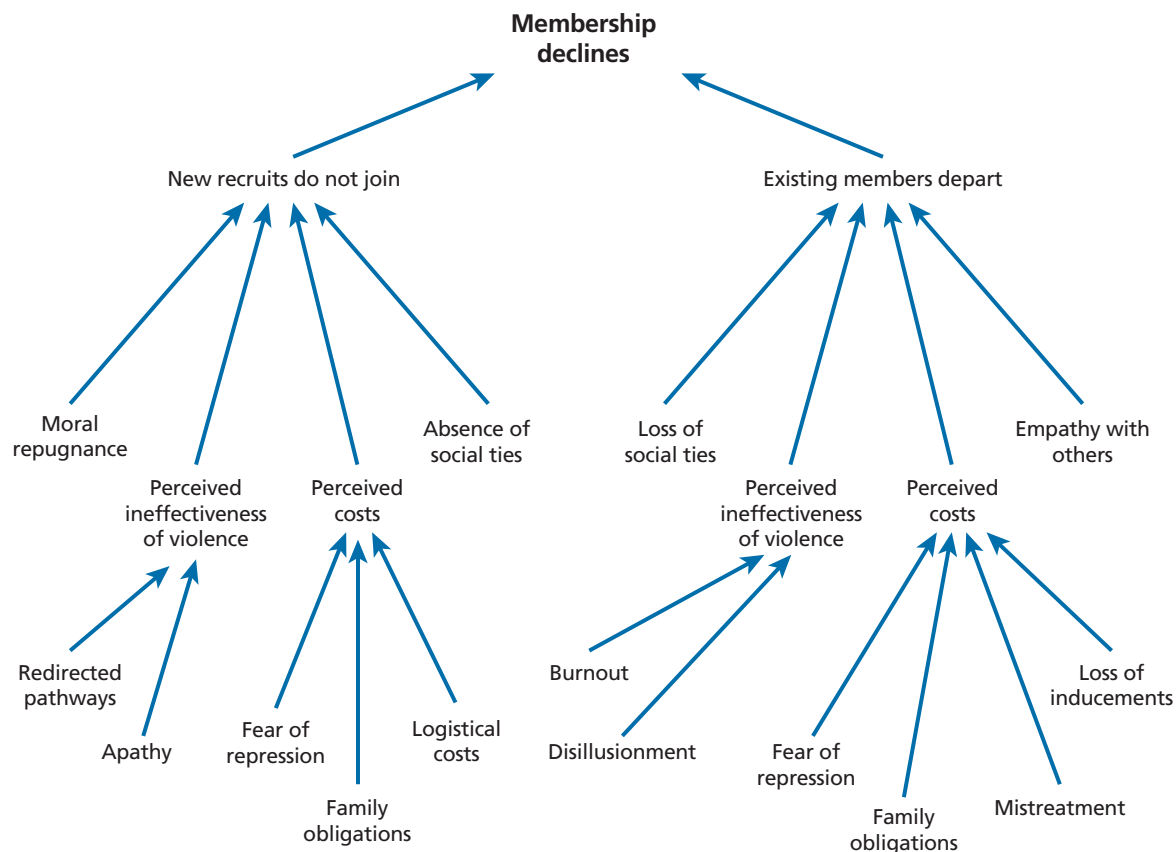 Membership
declines
New recruits do not join
Existing members depart
Moral
repugnance
Absence of
social ties
Loss of
social ties
Empathy with
others
Perceived
ineffectiveness
of violence
Perceived
costs
Perceived
ineffectiveness
of violence
Perceived
costs
Redirected
pathways
Apathy
Fear of
repression
Family
obligations
Logistical
costs
Burnout
Disillusionment
Fear of
repression
Family
obligations
Mistreatment
Loss of
inducements